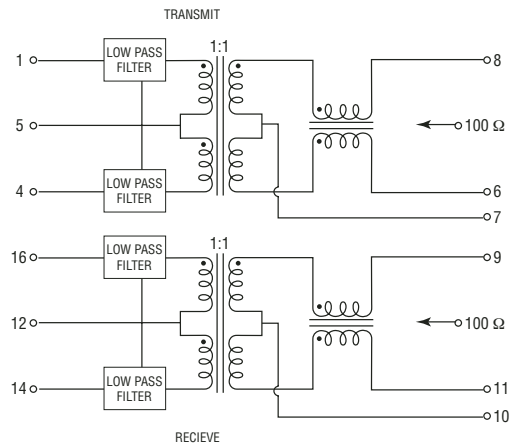 TRANSMIT
1:1
1
LOW PASS
FILTER
8
5
100 Ω
4
LOW PASS
FILTER
6
7
1:1
16
LOW PASS
FILTER
9
12
100 Ω
14
LOW PASS
FILTER
11
10
RECIEVE